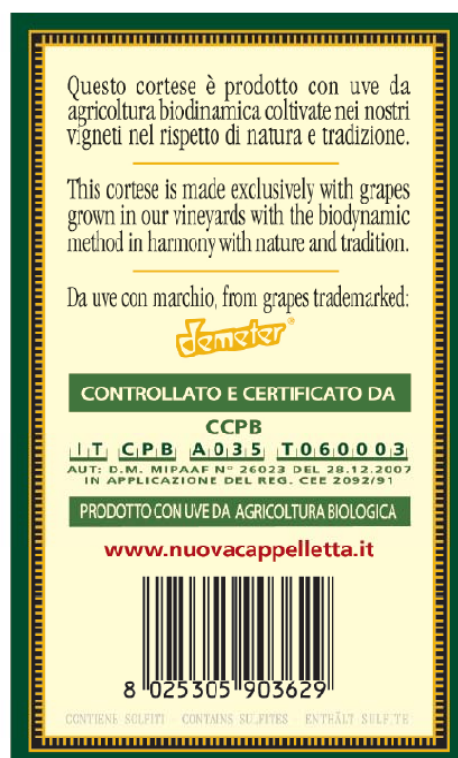 Questo cortese è prodotto con uve da
agricoltura biodinamica coltivate nei nostri
vigneti nel rispetto di natura e tradizione.
This cortese is made exclusively with grapes
grown in our vineyards with the biodynamic
method in harmony with nature and tradition.
Da uve con marchio, from grapes trademarked:
demeter®
CONTROLLATO E CERTIFICATO DA
CCPB
IT CPB A035 T060003
AUT: D.M. MIPAAF N° 26023 DEL 28.12.2007
IN APPLICAZIONE DEL REG. CEE 2092/91
PRODOTTO CON UVE DA AGRICOLTURA BIOLOGICA
www.nuovacappelletta.it
8 025305 903629
CONTIENE SOLFITI - CONTAINS SULFITES - ENTHÄLT SULFITE